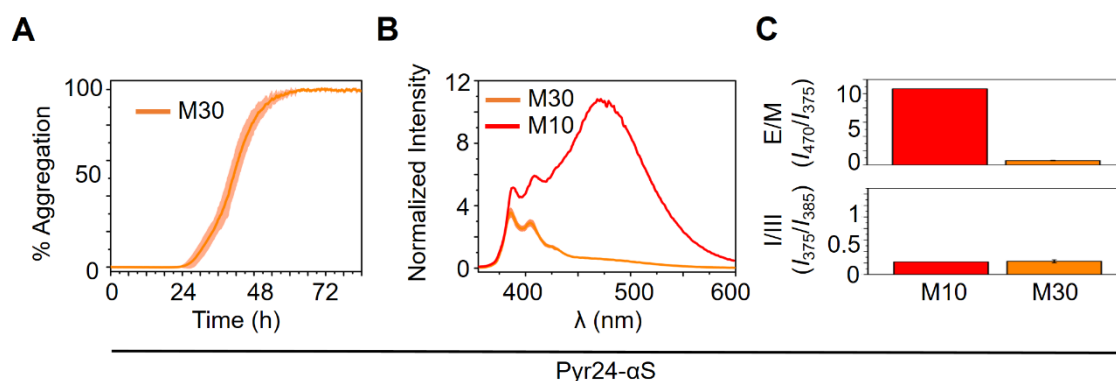 A
B
C
% Aggregation
100
50
0
M30
0 24 48 72
Time (h)
Normalized Intensity
12
8
4
0
M30
M10
400 500 600
λ (nm)
E/M
(I470/I375)
10
5
0
I/III
(I375/I385)
1
0.5
0
M10 M30
Pyr24-αS